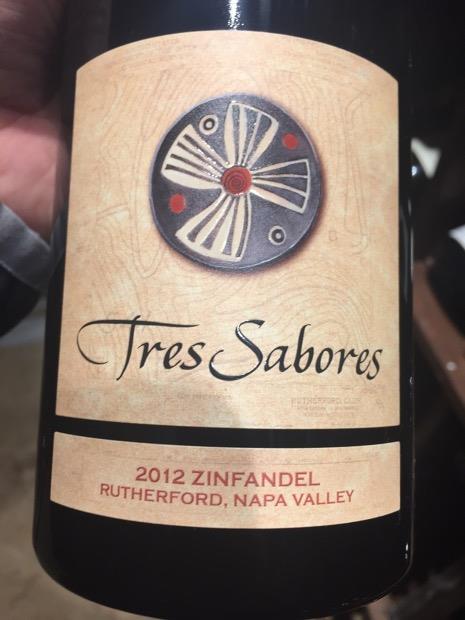 Tres Sabores
2012 ZINFANDEL
RUTHERFORD, NAPA VALLEY